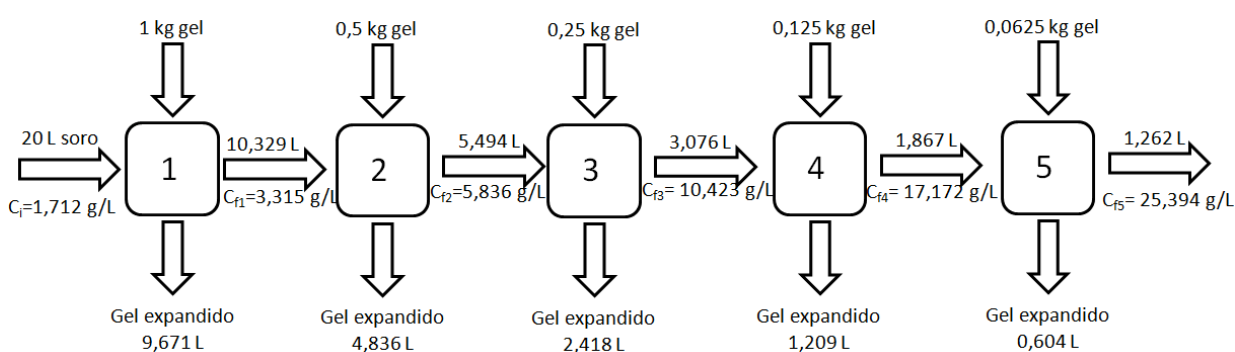 1 kg gel
0,5 kg gel
0,25 kg gel
0,125 kg gel
0,0625 kg gel
20 L soro
1
10,329 L
2
5,494 L
3
3,076 L
4
1,867 L
5
1,262 L
Ci=1,712 g/L
Cf1=3,315 g/L
Cf2=5,836 g/L
Cf3= 10,423 g/L
Cf4= 17,172 g/L
Cf5= 25,394 g/L
Gel expandido
9,671 L
Gel expandido
4,836 L
Gel expandido
2,418 L
Gel expandido
1,209 L
Gel expandido
0,604 L